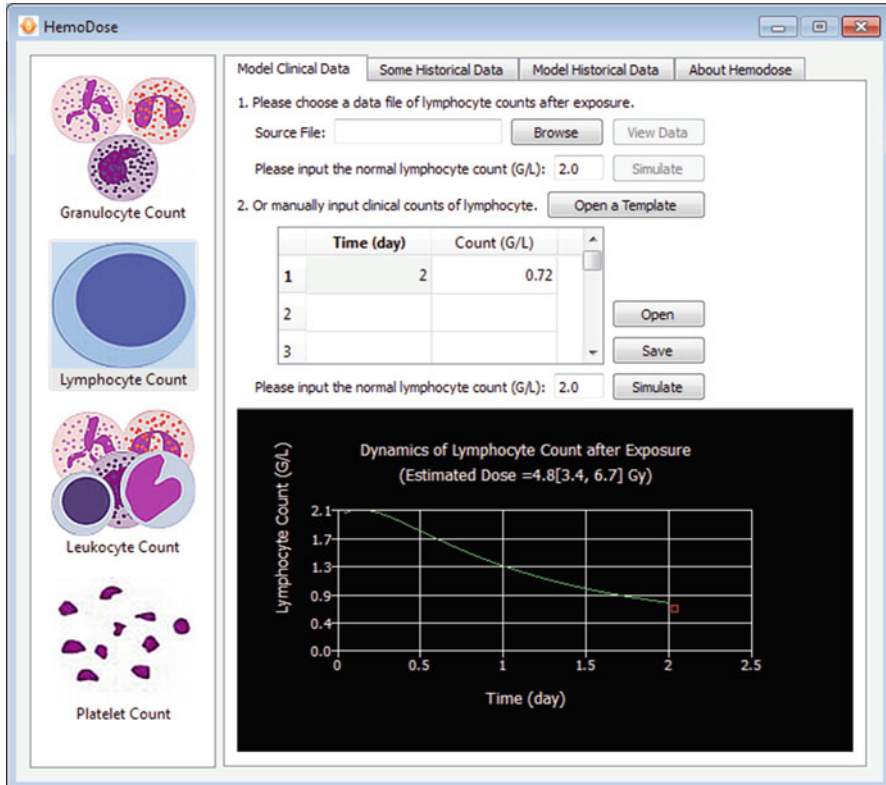 HemoDose
Granulocyte Count
Lymphocyte Count
Leukocyte Count
Platelet Count
Model Clinical Data
Some Historical Data
Model Historical Data
About Hemodose
1. Please choose a data file of lymphocyte counts after exposure.
Source File:
Browse
View Data
Please input the normal lymphocyte count (G/L): 2.0
Simulate
2. Or manually input clinical counts of lymphocyte.
Open a Template
Time (day) Count (G/L)
1 2 0.72
2
3
Open
Save
Please input the normal lymphocyte count (G/L): 2.0
Simulate
Dynamics of Lymphocyte Count after Exposure
(Estimated Dose =4.8[3.4, 6.7] Gy)
Lymphocyte Count (G/L)
2.1
1.7
1.3
0.9
0.4
0.0
0 0.5 1 1.5 2 2.5
Time (day)